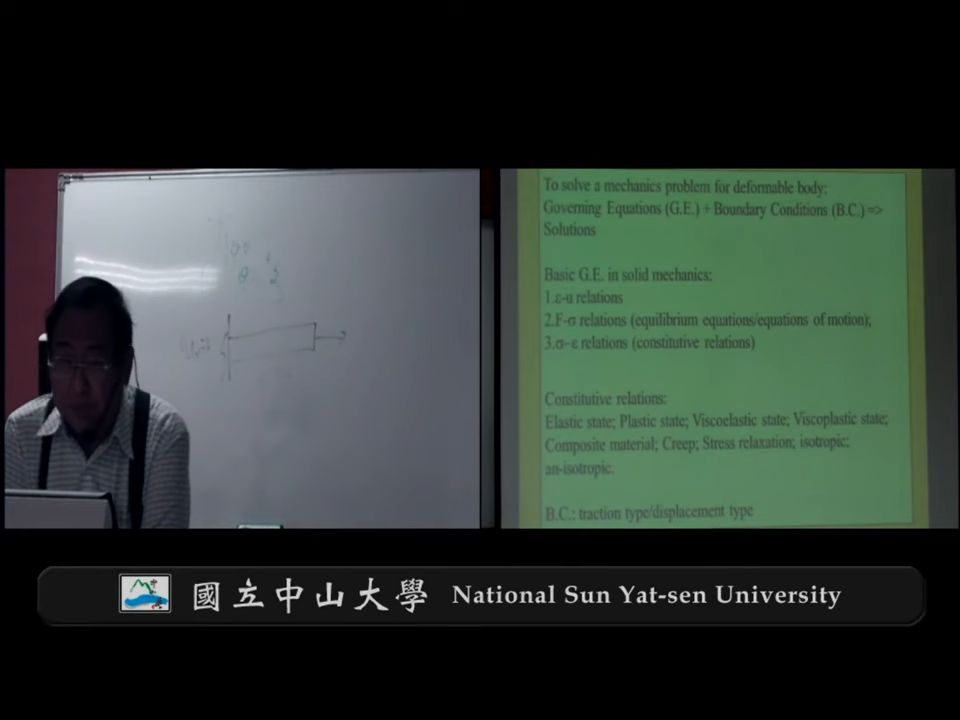 To solve a mechanics problem for deformable body:
Governing Equations (G.E.) + Boundary Conditions (B.C.) =>
Solutions
Basic G.E. in solid mechanics:
1.ε-u relations
2.F-σ relations (equilibrium equations/equations of motion);
3.σ-ε relations (constitutive relations)
Constitutive relations:
Elastic state; Plastic state; Viscoelastic state; Viscoplastic state;
Composite material; Creep; Stress relaxation; isotropic;
an-isotropic.
B.C.: traction type/displacement type
國立中山大學 National Sun Yat-sen University